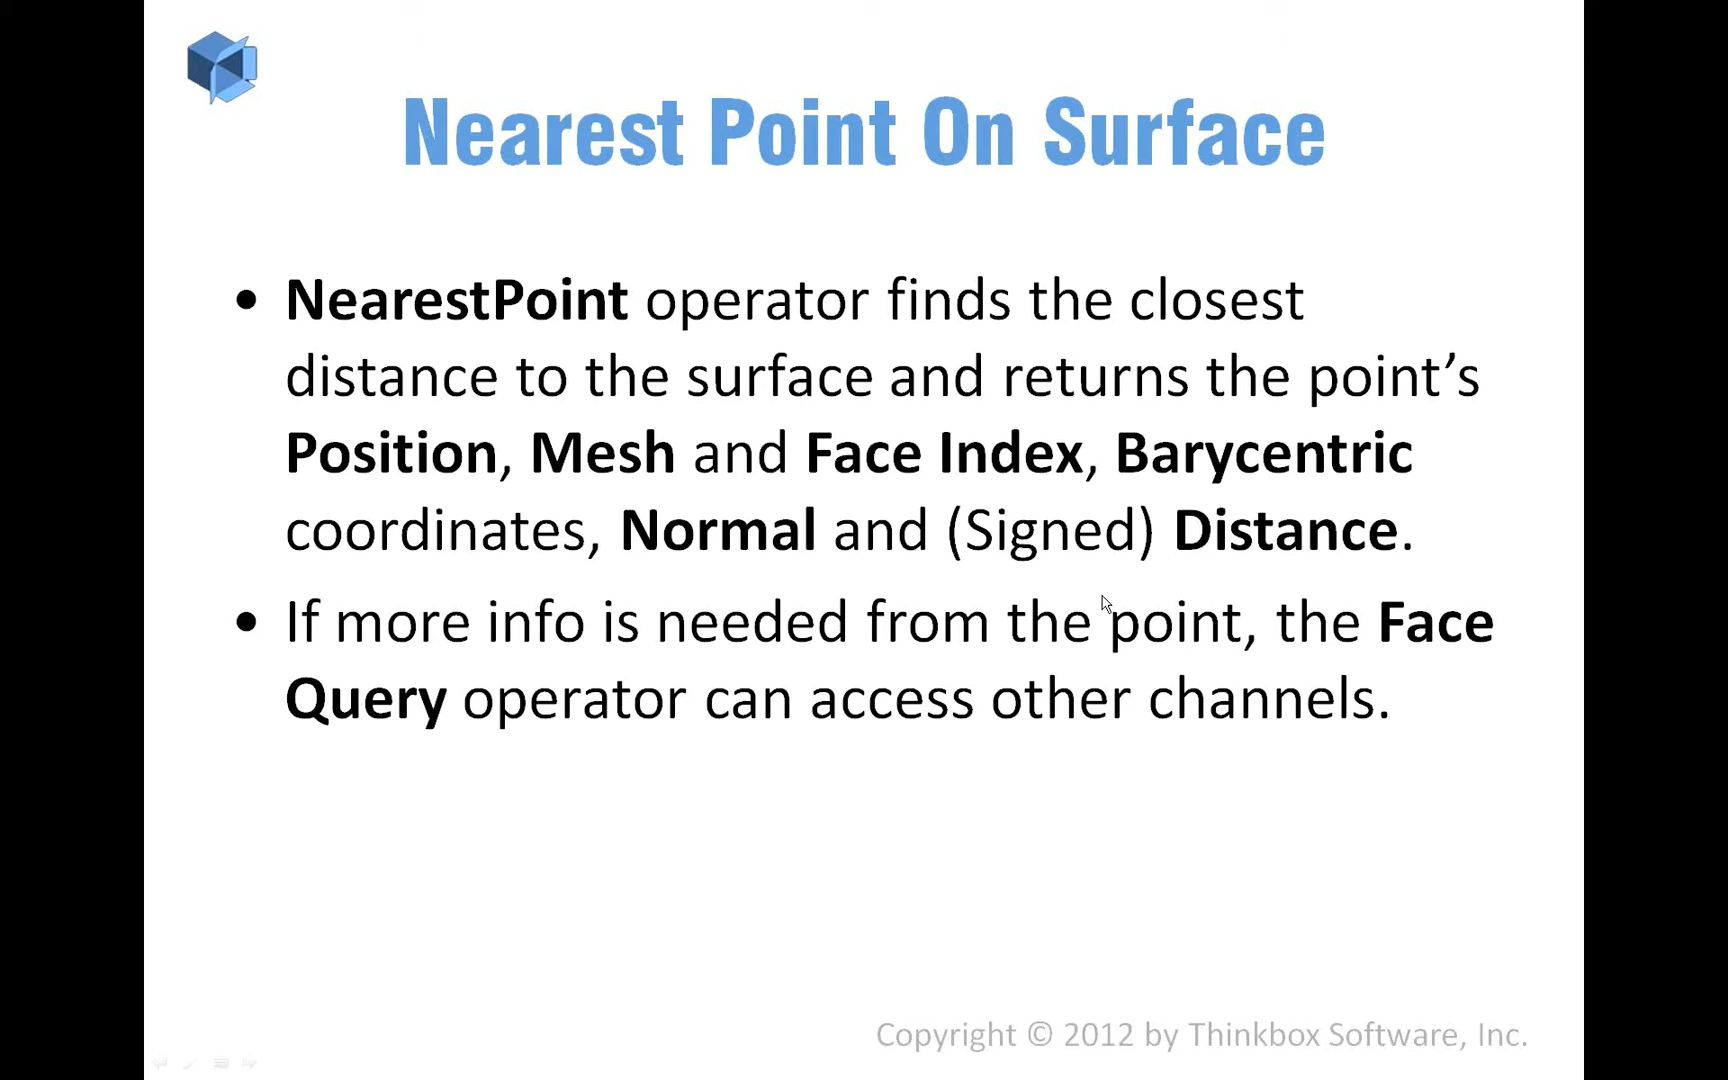 Nearest Point On Surface
• NearestPoint operator finds the closest
distance to the surface and returns the point’s
Position, Mesh and Face Index, Barycentric
coordinates, Normal and (Signed) Distance.
• If more info is needed from the point, the Face
Query operator can access other channels.
Copyright © 2012 by Thinkbox Software, Inc.